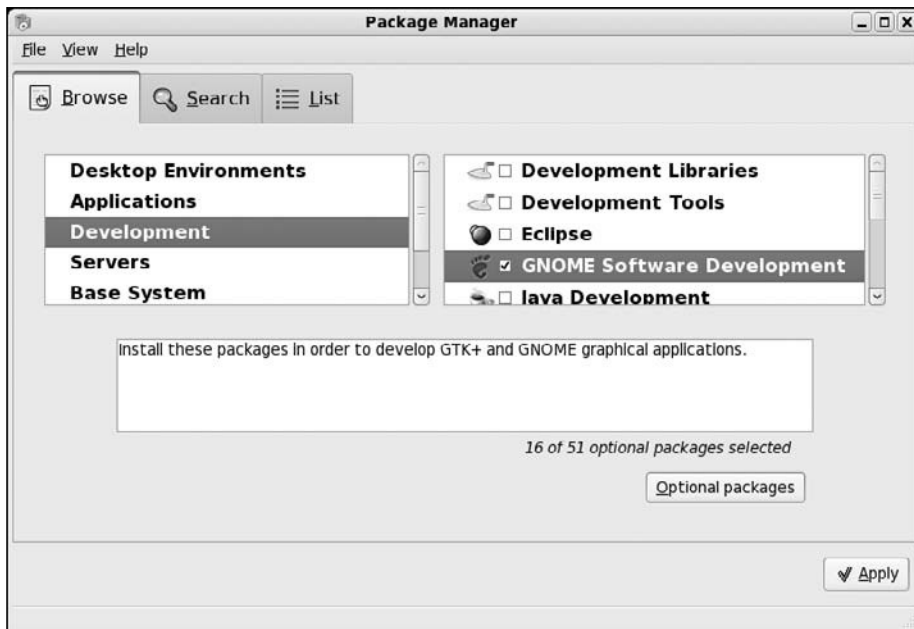 Package Manager
File View Help
Browse Search List
Desktop Environments
Applications
Development
Servers
Base System
Development Libraries
Development Tools
Eclipse
GNOME Software Development
Java Development
Install these packages in order to develop GTK+ and GNOME graphical applications.
16 of 51 optional packages selected
Optional packages
Apply